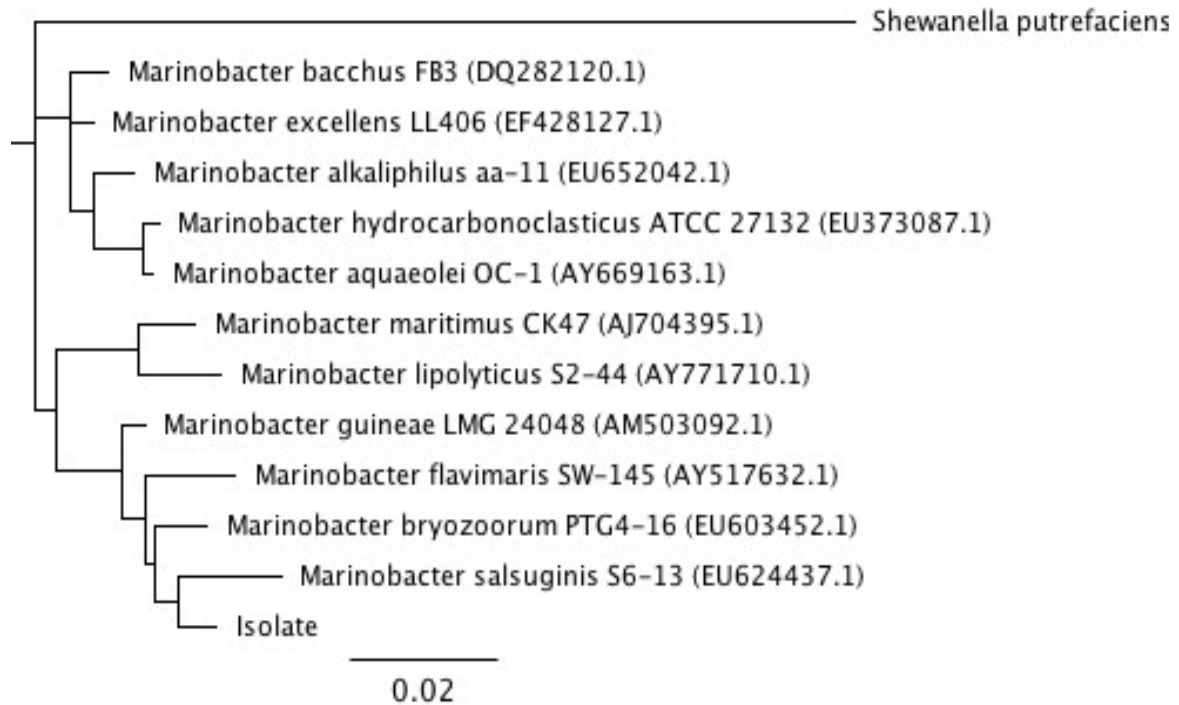 Shewanella putrefaciens
Marinobacter bacchus FB3 (DQ282120.1)
Marinobacter excellens LL406 (EF428127.1)
Marinobacter alkaliphilus aa-11 (EU652042.1)
Marinobacter hydrocarbonoclasticus ATCC 27132 (EU373087.1)
Marinobacter aquaeolei OC-1 (AY669163.1)
Marinobacter maritimus CK47 (AJ704395.1)
Marinobacter lipolyticus S2-44 (AY771710.1)
Marinobacter guineae LMG 24048 (AM503092.1)
Marinobacter flavimaris SW-145 (AY517632.1)
Marinobacter bryozoorum PTG4-16 (EU603452.1)
Marinobacter salsuginis S6-13 (EU624437.1)
Isolate
0.02